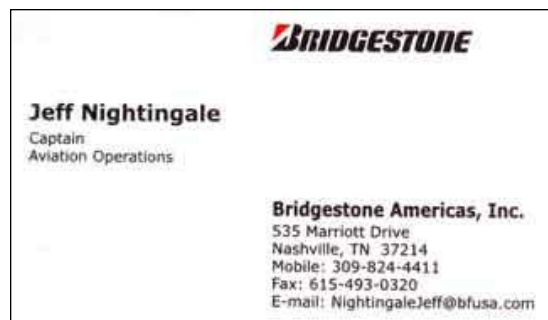 BRIDGESTONE
Jeff Nightingale
Captain
Aviation Operations
Bridgestone Americas, Inc.
535 Marriott Drive
Nashville, TN 37214
Mobile: 309-824-4411
Fax: 615-493-0320
E-mail: NightingaleJeff@bfusa.com